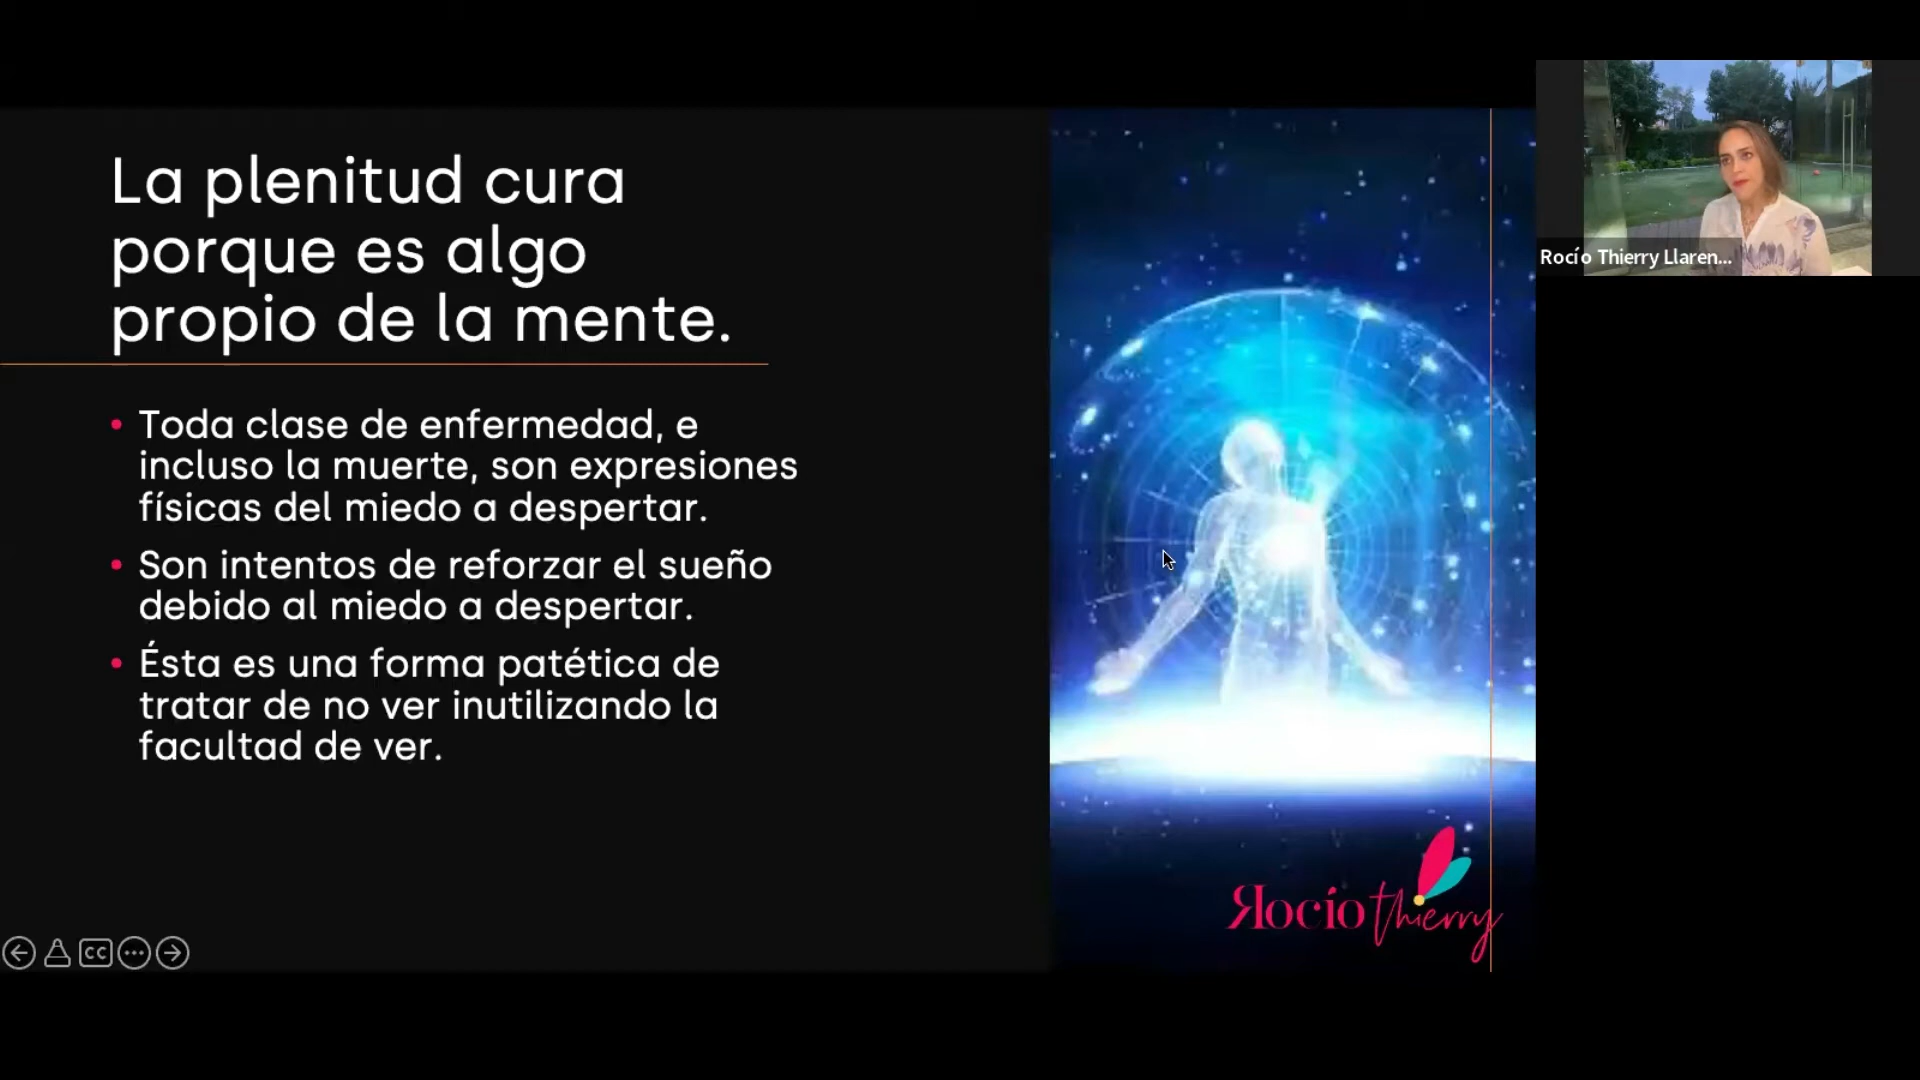 La plenitud cura
porque es algo
propio de la mente.
• Toda clase de enfermedad, e
incluso la muerte, son expresiones
físicas del miedo a despertar.
• Son intentos de reforzar el sueño
debido al miedo a despertar.
• Ésta es una forma patética de
tratar de no ver inutilizando la
facultad de ver.
Rocío Thierry Llaren...
Rocío thierry
CC